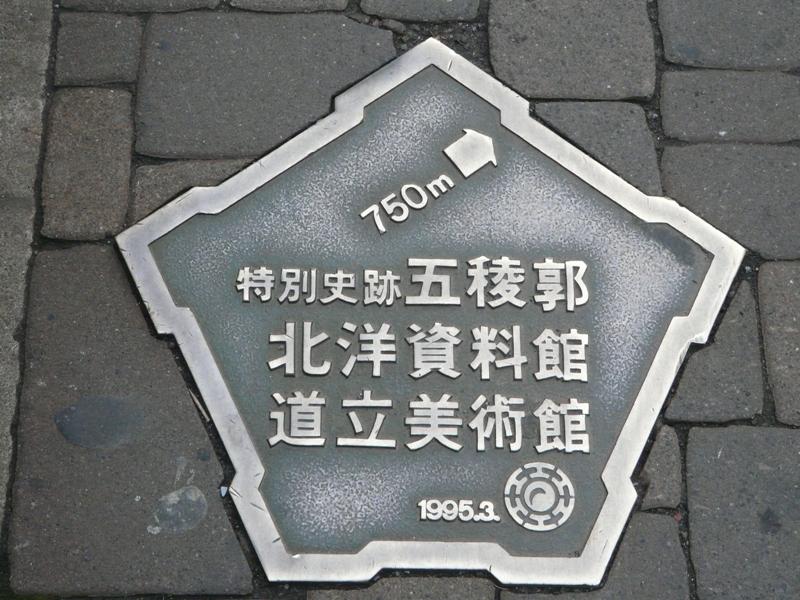 750m
特別史跡五稜郭
北洋資料館
道立美術館
1995.3.